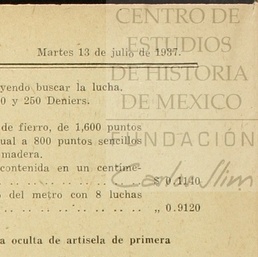 CENTRO DE
ESTUDIOS
DE HISTORIA
DE MEXICO
FUNDACIÓN
Carlos Slim
Martes 13 de julio de 1937.
yendo buscar la lucha.
0 y 250 Deniers.
de fierro, de 1,600 puntos
ual a 800 puntos sencillos
madera.
contenida en un centíme-
.. .. .. .. .. .. .. .. $ 0.1140
o del metro con 8 luchas
.. .. .. .. .. .. .. .. ,, 0.9120
a oculta de artisela de primera